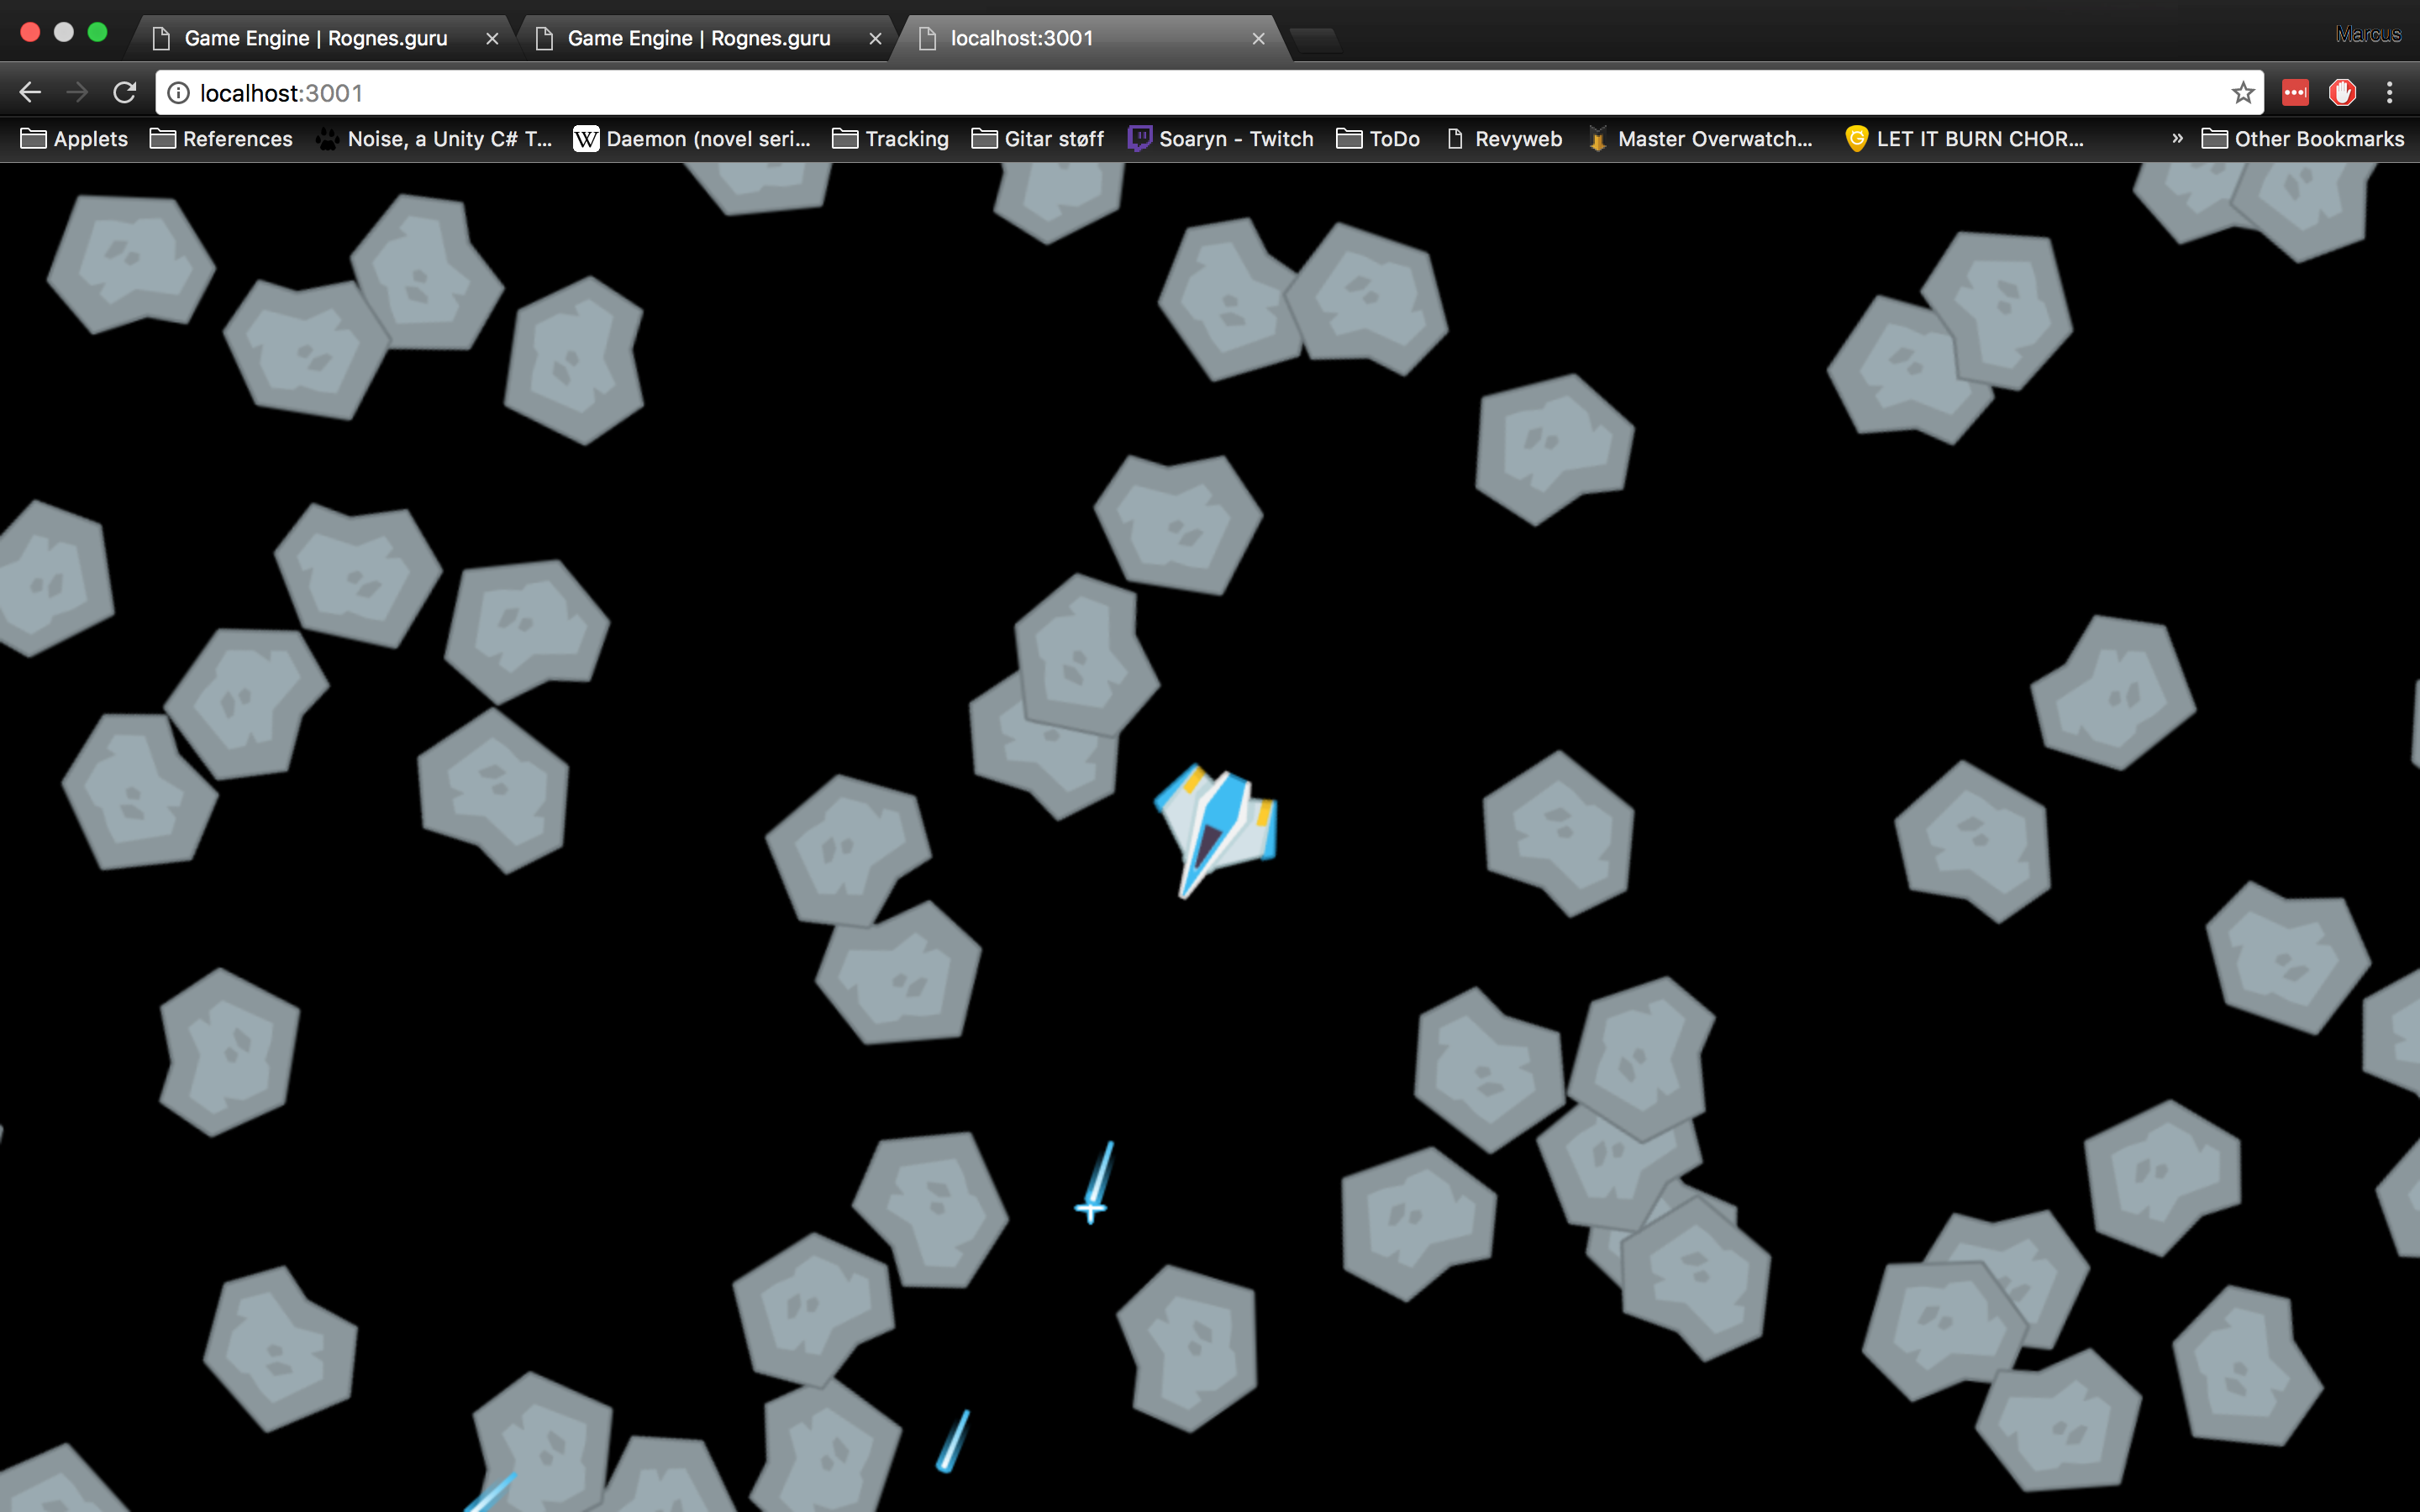 Game Engine | Rognes.guru
Game Engine | Rognes.guru
localhost:3001
Marcus
localhost:3001
Applets
References
Noise, a Unity C# T...
W Daemon (novel seri...
Tracking
Gitar støff
Soaryn - Twitch
ToDo
Revyweb
Master Overwatch...
G LET IT BURN CHOR...
» Other Bookmarks